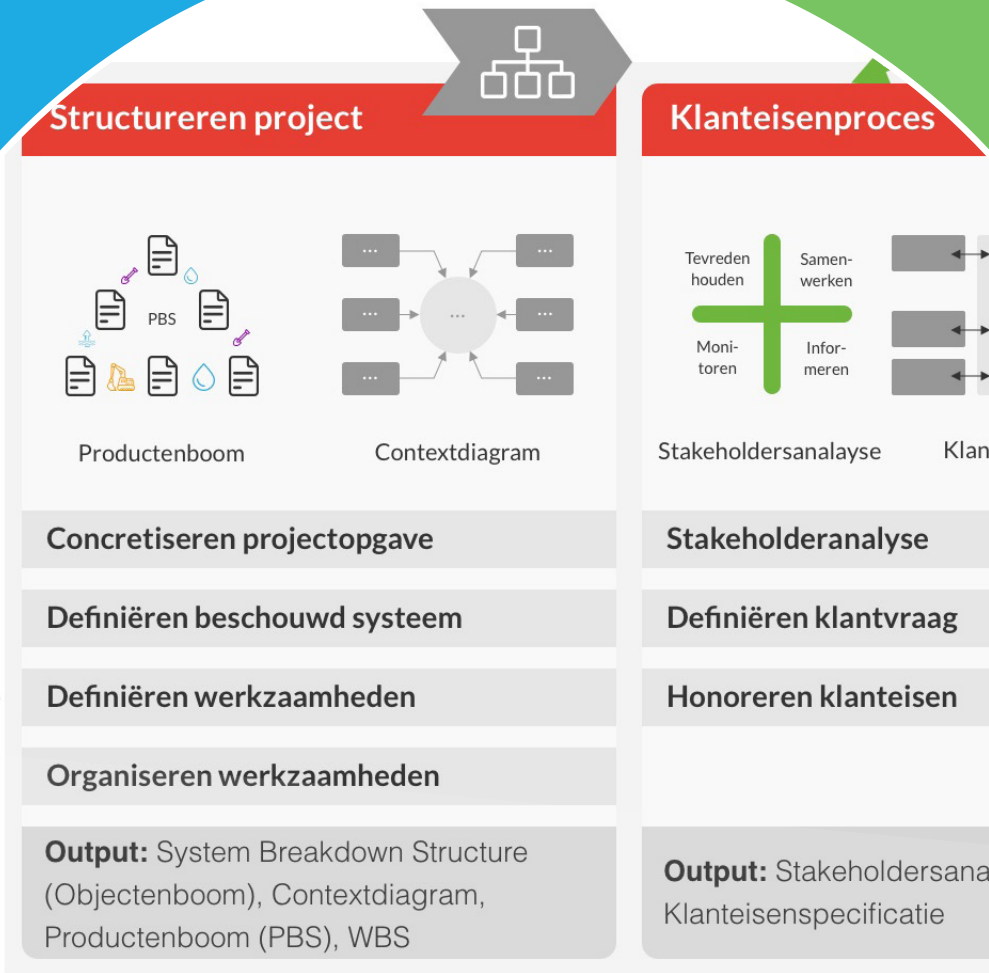 Structureren project
PBS
...
...
...
...
...
...
...
Productenboom
Contextdiagram
Concretiseren projectopgave
Definiëren beschouwd systeem
Definiëren werkzaamheden
Organiseren werkzaamheden
Output: System Breakdown Structure
(Objectenboom), Contextdiagram,
Productenboom (PBS), WBS
Klanteisenproces
Tevreden
houden
Samen-
werken
Moni-
toren
Infor-
meren
Stakeholdersanalayse
Klan
Stakeholderanalyse
Definiëren klantvraag
Honoreren klanteisen
Output: Stakeholdersana
Klanteisenspecificatie